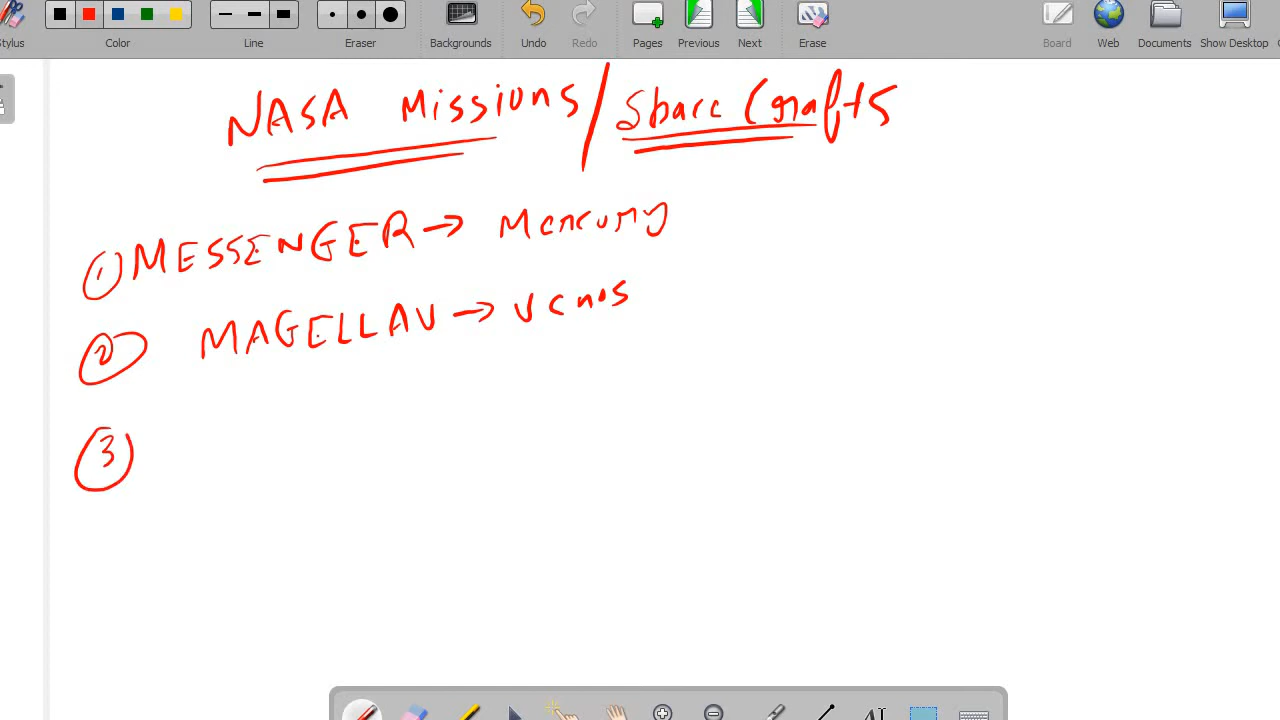 Stylus Color Line Eraser Backgrounds Undo Redo Pages Previous Next Erase Board Web Documents Show Desktop
NASA Missions/Space Crafts
1 MESSENGER → Mercury
2 MAGELLAN → Venus
3